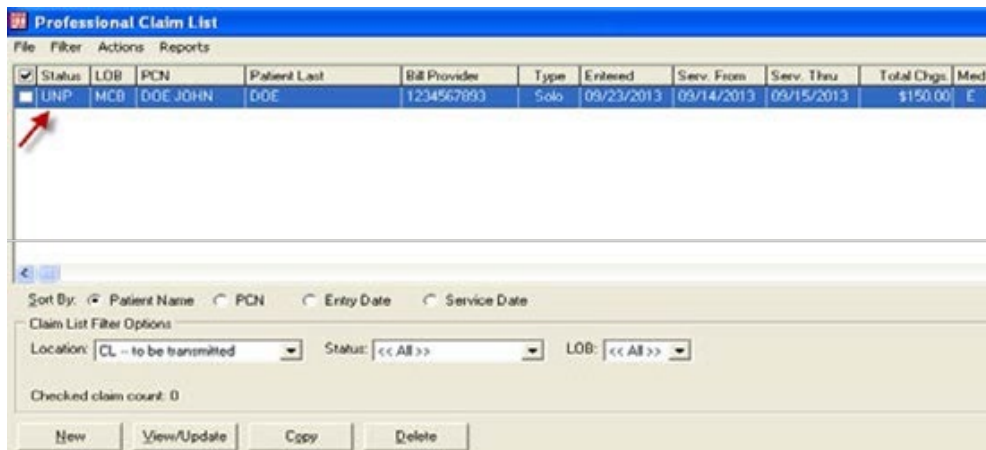 Professional Claim List
File Filter Actions Reports
Status LOB PCN Patient Last Bill Provider Type Entered Serv. From Serv. Thru Total Chgs. Med
UNP MCB DOE JOHN DOE 1234567893 Solo 09/23/2013 09/14/2013 09/15/2013 $150.00 E
Sort By: Patient Name PCN Entry Date Service Date
Claim List Filter Options
Location: CL -- to be transmitted Status: << All >> LOB: << All >>
Checked claim count: 0
New View/Update Copy Delete